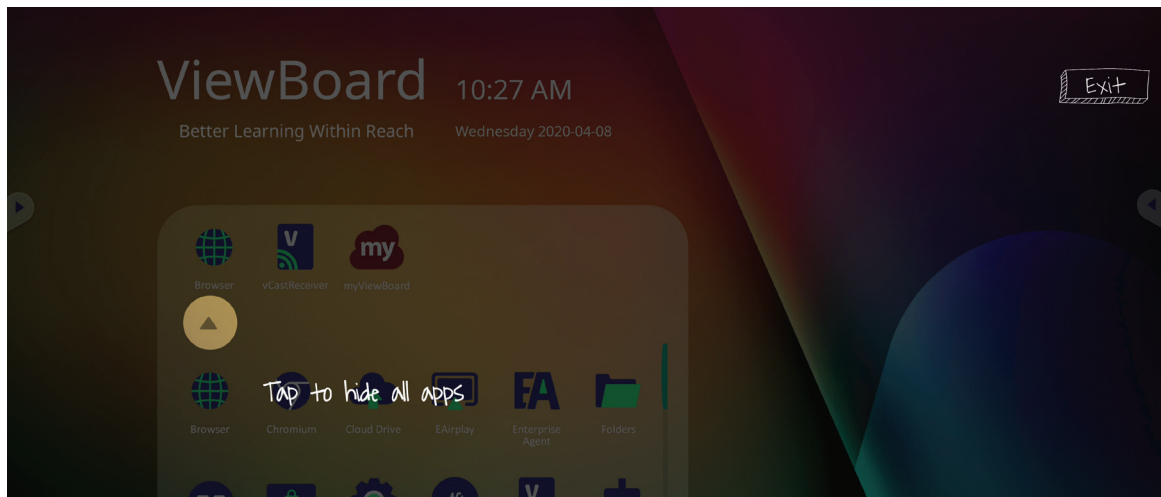 ViewBoard
10:27 AM
Exit
Better Learning Within Reach
Wednesday 2020-04-08
V
my
Browser
vCastReceiver
myViewBoard
Tap to hide all apps
EA
Browser
Chromium
Cloud Drive
EAirplay
Enterprise
Agent
Folders
V